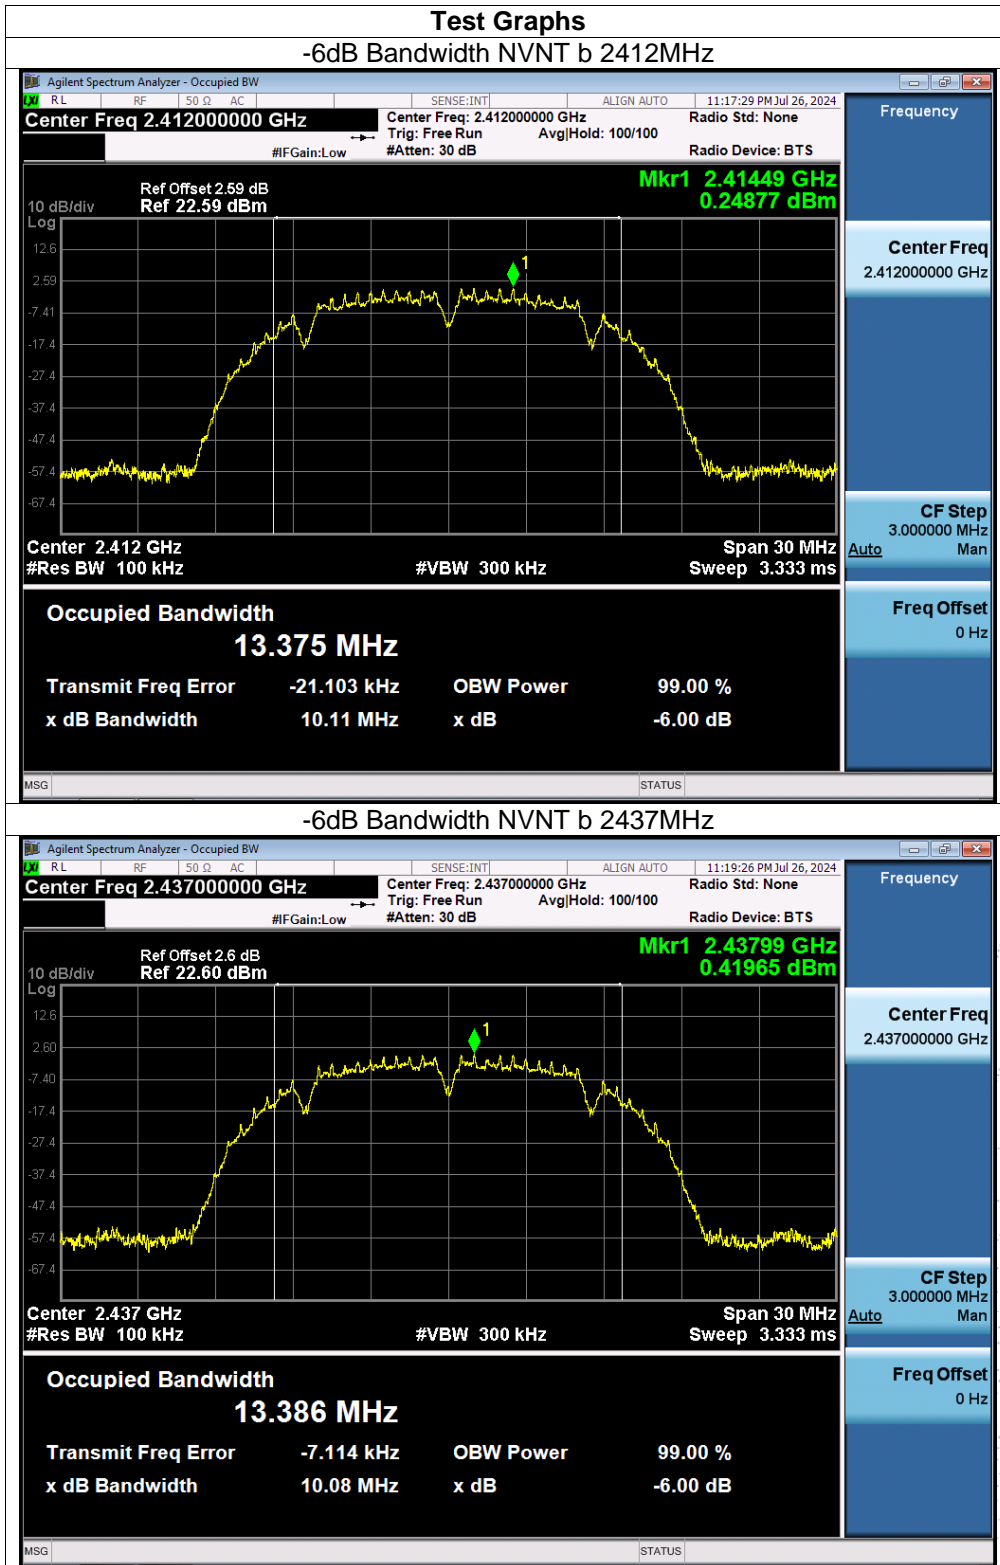 Test Graphs
-6dB Bandwidth NVNT b 2412MHz
Agilent Spectrum Analyzer - Occupied BW
LXI RL RF 50 Ω AC SENSE:INT ALIGN AUTO 11:17:29 PM Jul 26, 2024
Center Freq 2.412000000 GHz Center Freq: 2.412000000 GHz Radio Std: None Frequency
Trig: Free Run Avg|Hold: 100/100
#IFGain:Low #Atten: 30 dB Radio Device: BTS
Mkr1 2.41449 GHz
Ref Offset 2.59 dB
10 dB/div Ref 22.59 dBm 0.24877 dBm
Log
12.6
2.59
-7.41
-17.4
-27.4
-37.4
-47.4
-57.4
-67.4
1
Center Freq
2.412000000 GHz
CF Step
3.000000 MHz
Auto Man
Center 2.412 GHz Span 30 MHz
#Res BW 100 kHz #VBW 300 kHz Sweep 3.333 ms
Freq Offset
0 Hz
Occupied Bandwidth
13.375 MHz
Transmit Freq Error -21.103 kHz OBW Power 99.00 %
x dB Bandwidth 10.11 MHz x dB -6.00 dB
MSG STATUS
-6dB Bandwidth NVNT b 2437MHz
Agilent Spectrum Analyzer - Occupied BW
LXI RL RF 50 Ω AC SENSE:INT ALIGN AUTO 11:19:26 PM Jul 26, 2024
Center Freq 2.437000000 GHz Center Freq: 2.437000000 GHz Radio Std: None Frequency
Trig: Free Run Avg|Hold: 100/100
#IFGain:Low #Atten: 30 dB Radio Device: BTS
Mkr1 2.43799 GHz
Ref Offset 2.6 dB
10 dB/div Ref 22.60 dBm 0.41965 dBm
Log
12.6
2.60
-7.40
-17.4
-27.4
-37.4
-47.4
-57.4
-67.4
1
Center Freq
2.437000000 GHz
CF Step
3.000000 MHz
Auto Man
Center 2.437 GHz Span 30 MHz
#Res BW 100 kHz #VBW 300 kHz Sweep 3.333 ms
Freq Offset
0 Hz
Occupied Bandwidth
13.386 MHz
Transmit Freq Error -7.114 kHz OBW Power 99.00 %
x dB Bandwidth 10.08 MHz x dB -6.00 dB
MSG STATUS